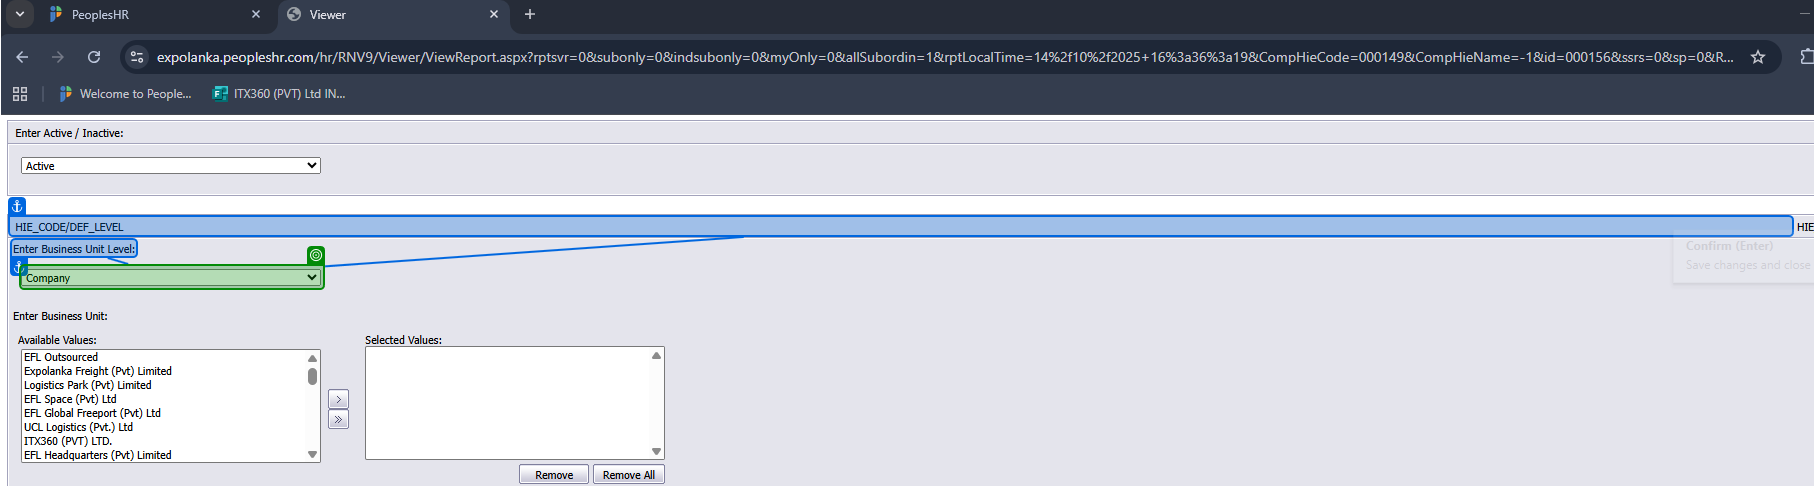 PeoplesHR
Viewer
expolanka.peopleshr.com/hr/RNV9/Viewer/ViewReport.aspx?rptsvr=0&subonly=0&indsubonly=0&myOnly=0&allSubordin=1&rptLocalTime=14%2f10%2f2025+16%3a36%3a19&CompHieCode=000149&CompHieName=-1&id=000156&ssrs=0&sp=0&R...
Welcome to People...
ITX360 (PVT) Ltd IN...
Enter Active / Inactive:
Active
HIE_CODE/DEF_LEVEL
HIE
Enter Business Unit Level:
Confirm (Enter)
Save changes and close
Company
Enter Business Unit:
Available Values:
Selected Values:
EFL Outsourced
Expolanka Freight (Pvt) Limited
Logistics Park (Pvt) Limited
EFL Space (Pvt) Ltd
EFL Global Freeport (Pvt) Ltd
UCL Logistics (Pvt.) Ltd
ITX360 (PVT) LTD.
EFL Headquarters (Pvt) Limited
Remove
Remove All